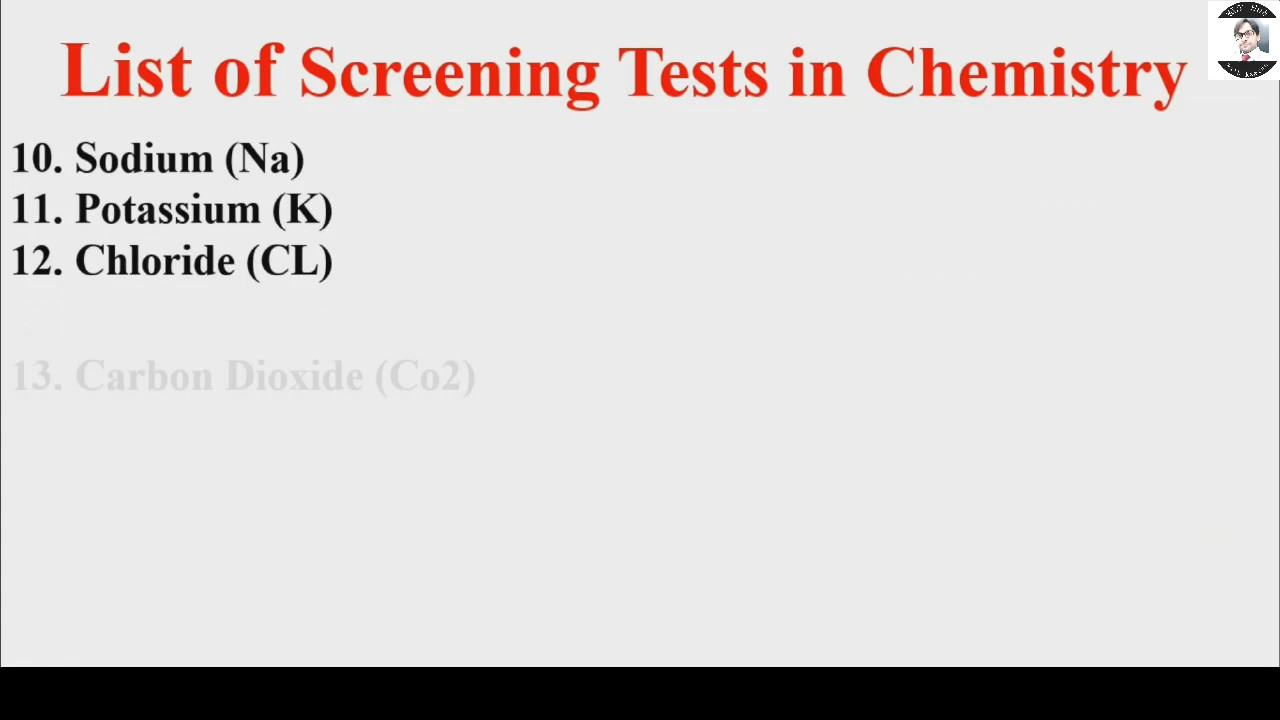 List of Screening Tests in Chemistry
10. Sodium (Na)
11. Potassium (K)
12. Chloride (CL)
13. Carbon Dioxide (Co2)